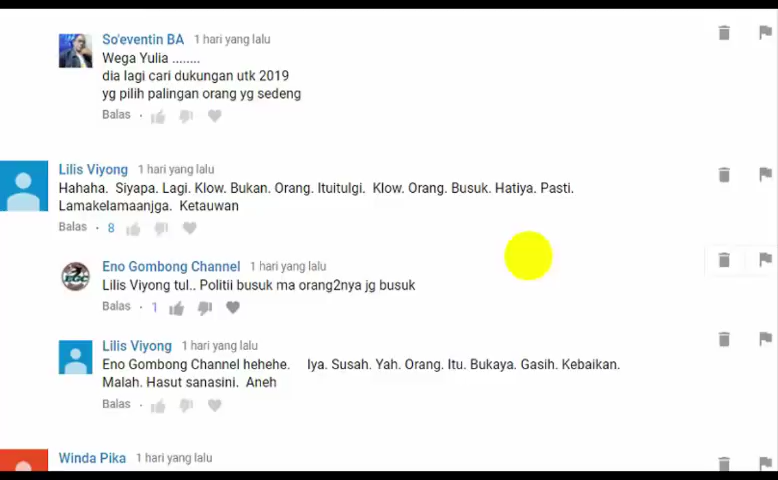 So'eventin BA 1 hari yang lalu
Wega Yulia ........
dia lagi cari dukungan utk 2019
yg pilih palingan orang yg sedeng
Balas
Lilis Viyong 1 hari yang lalu
Hahaha. Siyapa. Lagi. Klow. Bukan. Orang. Ituitulgi. Klow. Orang. Busuk. Hatiya. Pasti.
Lamakelamaanjga. Ketauwan
Balas · 8
Eno Gombong Channel 1 hari yang lalu
Lilis Viyong tul.. Politii busuk ma orang2nya jg busuk
Balas · 1
Lilis Viyong 1 hari yang lalu
Eno Gombong Channel hehehe. Iya. Susah. Yah. Orang. Itu. Bukaya. Gasih. Kebaikan.
Malah. Hasut sanasini. Aneh
Balas
Winda Pika 1 hari yang lalu